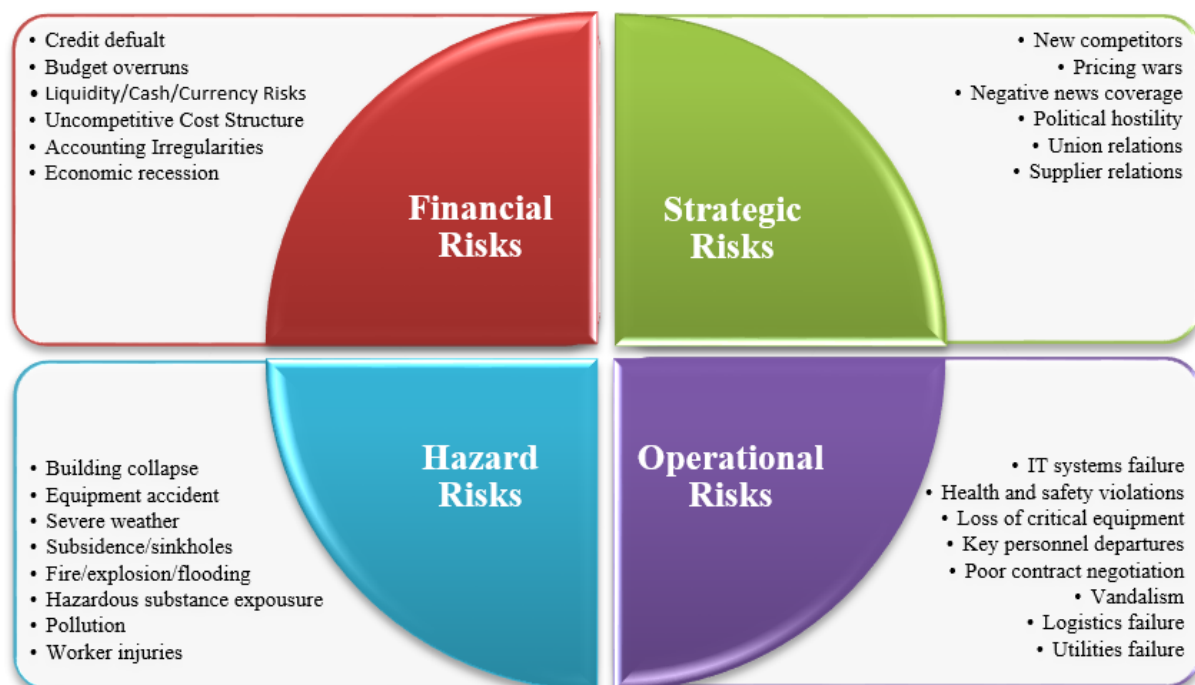 • Credit defualt
• Budget overruns
• Liquidity/Cash/Currency Risks
• Uncompetitive Cost Structure
• Accounting Irregularities
• Economic recession
Financial
Risks
• New competitors
• Pricing wars
• Negative news coverage
• Political hostility
• Union relations
• Supplier relations
Strategic
Risks
• Building collapse
• Equipment accident
• Severe weather
• Subsidence/sinkholes
• Fire/explosion/flooding
• Hazardous substance expousure
• Pollution
• Worker injuries
Hazard
Risks
Operational
Risks
• IT systems failure
• Health and safety violations
• Loss of critical equipment
• Key personnel departures
• Poor contract negotiation
• Vandalism
• Logistics failure
• Utilities failure